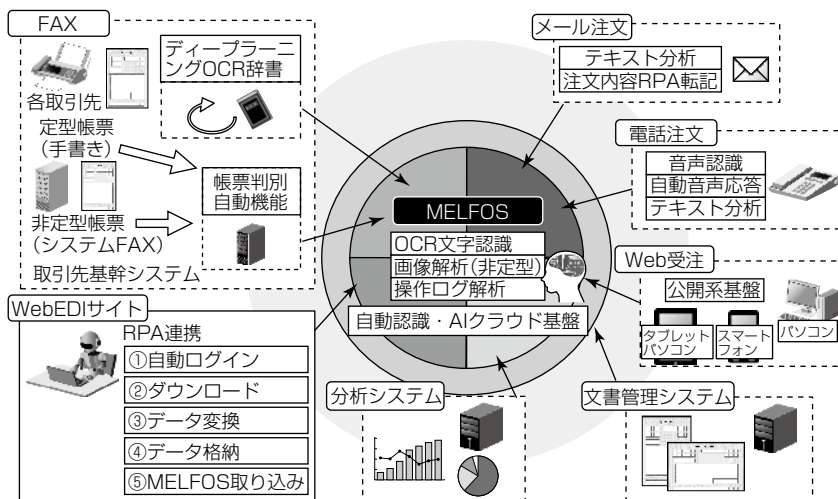 FAX
ディープラーニ
ングOCR辞書
各取引先
定型帳票
(手書き)
帳票判別
自動機能
非定型帳票
(システムFAX)
取引先基幹システム
メール注文
テキスト分析
注文内容RPA転記
電話注文
音声認識
自動音声応答
テキスト分析
MELFOS
OCR文字認識
画像解析(非定型)
操作ログ解析
自動認識・AIクラウド基盤
Web受注
公開系基盤
タブレット
パソコン
スマート
フォン
パソコン
WebEDIサイト
RPA連携
①自動ログイン
②ダウンロード
③データ変換
④データ格納
⑤MELFOS取り込み
分析システム
文書管理システム